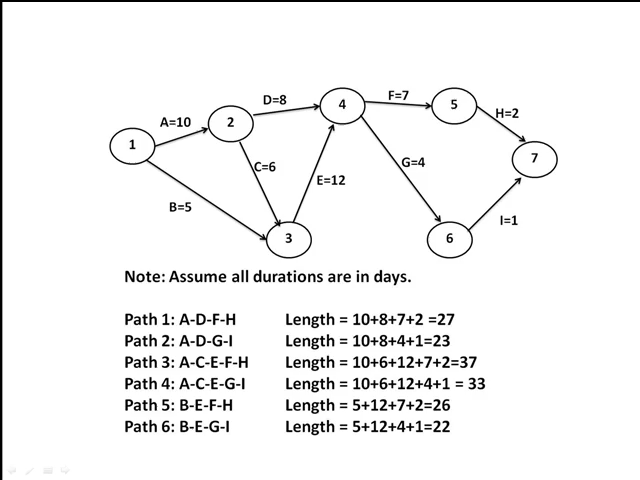 D=8
F=7
A=10
2
4
5
H=2
1
C=6
G=4
7
E=12
B=5
3
6
I=1
Note: Assume all durations are in days.
Path 1: A-D-F-H Length = 10+8+7+2 =27
Path 2: A-D-G-I Length = 10+8+4+1=23
Path 3: A-C-E-F-H Length = 10+6+12+7+2=37
Path 4: A-C-E-G-I Length = 10+6+12+4+1 = 33
Path 5: B-E-F-H Length = 5+12+7+2=26
Path 6: B-E-G-I Length = 5+12+4+1=22